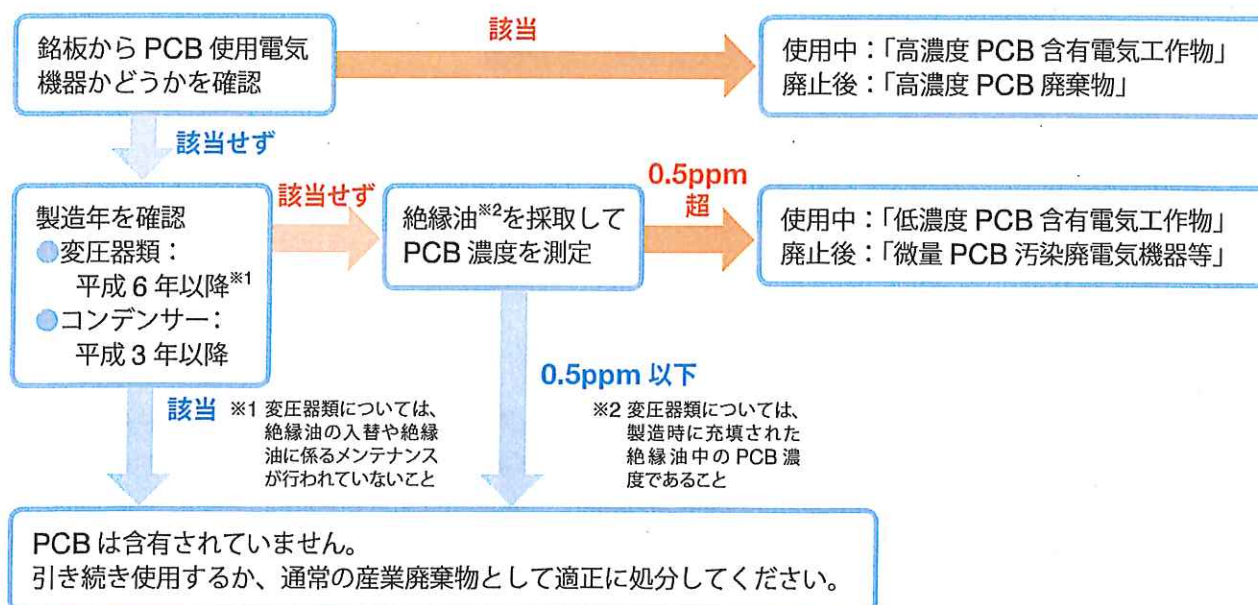 銘板から PCB 使用電気
機器かどうかを確認
該当
使用中：「高濃度 PCB 含有電気工作物」
廃止後：「高濃度 PCB 廃棄物」
該当せず
製造年を確認
●変圧器類：
平成 6 年以降※1
●コンデンサー：
平成 3 年以降
該当せず
絶縁油※2を採取して
PCB 濃度を測定
0.5ppm
超
使用中：「低濃度 PCB 含有電気工作物」
廃止後：「微量 PCB 汚染廃電気機器等」
該当
※1 変圧器類については、
絶縁油の入替や絶縁
油に係るメンテナンス
が行われていないこと
0.5ppm 以下
※2 変圧器類については、
製造時に充填された
絶縁油中の PCB 濃
度であること
PCB は含有されていません。
引き続き使用するか、通常の産業廃棄物として適正に処分してください。